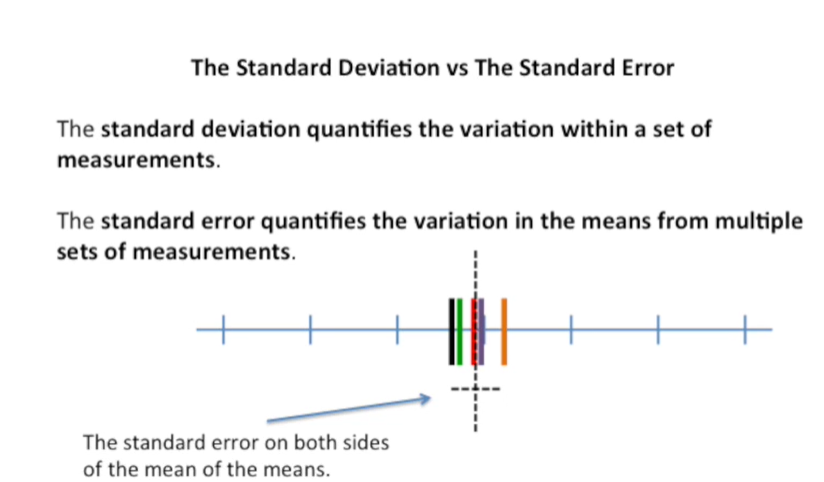 The Standard Deviation vs The Standard Error
The standard deviation quantifies the variation within a set of
measurements.
The standard error quantifies the variation in the means from multiple
sets of measurements.
The standard error on both sides
of the mean of the means.